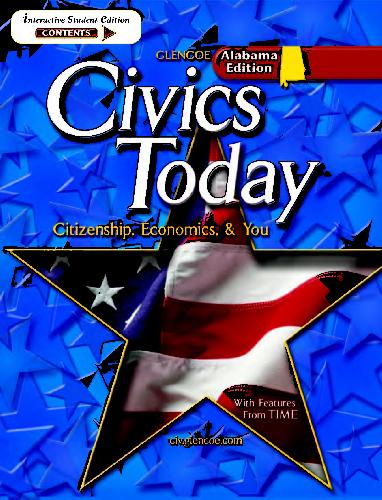 Interactive Student Edition
CONTENTS
GLENCOE
Alabama
Edition
Civics
Today
Citizenship, Economics, & You
With Features
From TIME
civ.glencoe.com